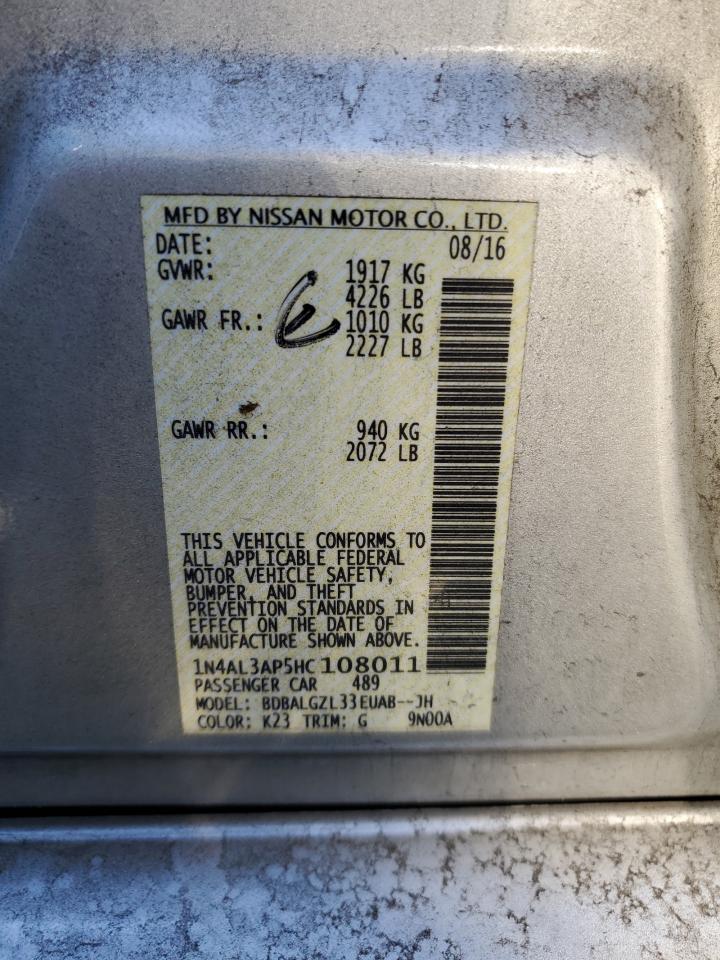 MFD BY NISSAN MOTOR CO., LTD.
DATE: 08/16
GVWR: 1917 KG
4226 LB
GAWR FR.: 1010 KG
2227 LB
GAWR RR.: 940 KG
2072 LB
THIS VEHICLE CONFORMS TO
ALL APPLICABLE FEDERAL
MOTOR VEHICLE SAFETY,
BUMPER, AND THEFT
PREVENTION STANDARDS IN
EFFECT ON THE DATE OF
MANUFACTURE SHOWN ABOVE.
1N4AL3AP5HC108011
PASSENGER CAR 489
MODEL: BDBALGZL33EUAB--JH
COLOR: K23 TRIM: G 9N00A